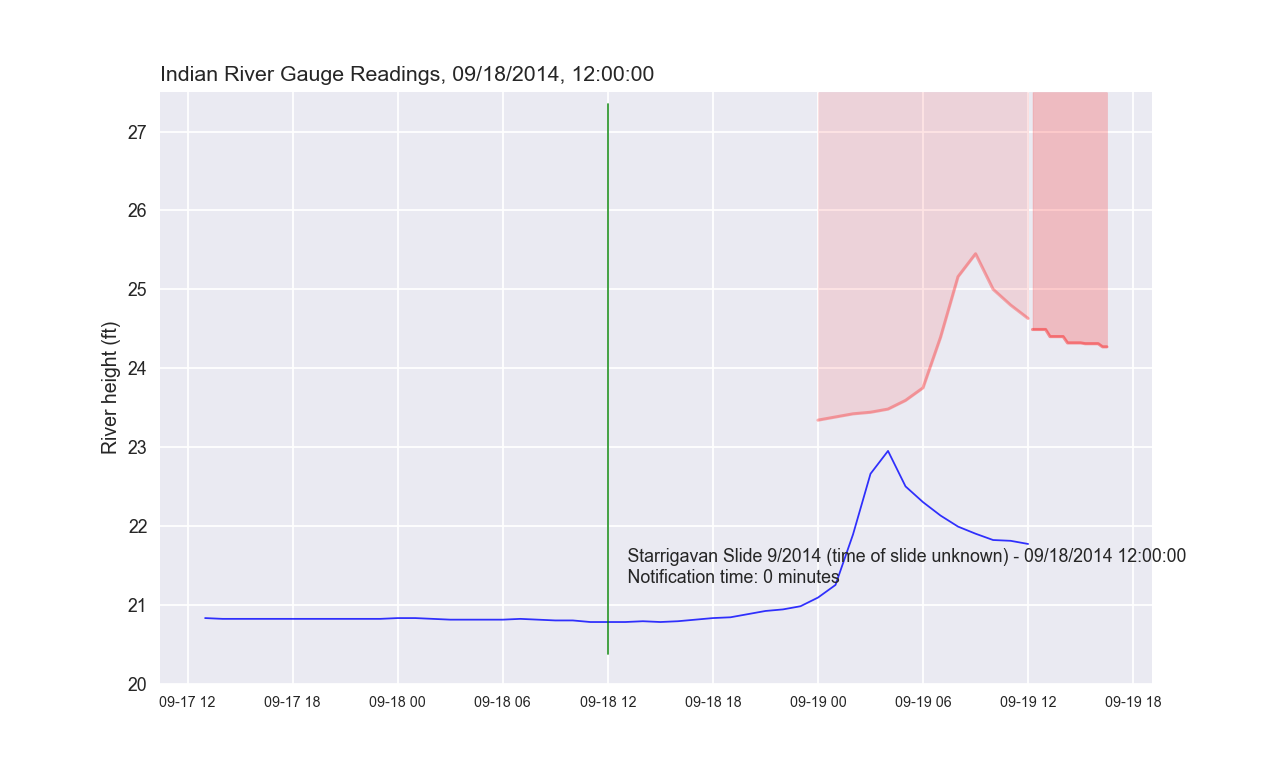 Indian River Gauge Readings, 09/18/2014, 12:00:00
27
26
25
24
23
22
21
20
River height (ft)
Starrigavan Slide 9/2014 (time of slide unknown) - 09/18/2014 12:00:00
Notification time: 0 minutes
09-17 12 09-17 18 09-18 00 09-18 06 09-18 12 09-18 18 09-19 00 09-19 06 09-19 12 09-19 18